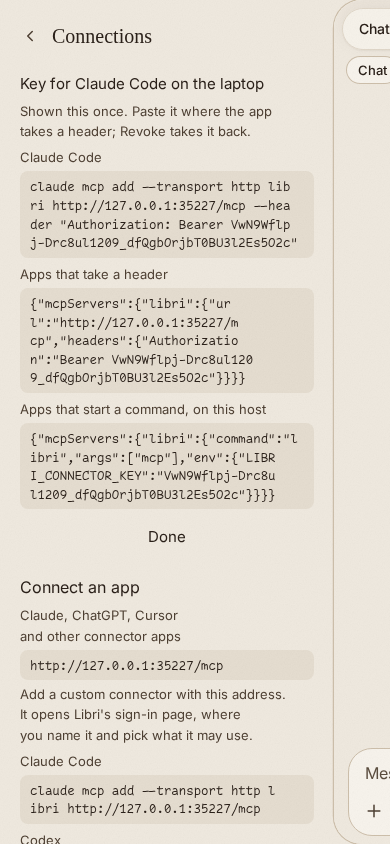 Connections
Key for Claude Code on the laptop
Shown this once. Paste it where the app
takes a header; Revoke takes it back.
Claude Code
claude mcp add --transport http lib
ri http://127.0.0.1:35227/mcp --hea
der "Authorization: Bearer VwN9Wflp
j-Drc8ul1209_dfQgbOrjbT0BU3l2Es5O2c"
Apps that take a header
{"mcpServers":{"libri":{"ur
l":"http://127.0.0.1:35227/m
cp","headers":{"Authorizatio
n":"Bearer VwN9Wflpj-Drc8ul120
9_dfQgbOrjbT0BU3l2Es5O2c"}}}}
Apps that start a command, on this host
{"mcpServers":{"libri":{"command":"l
ibri","args":["mcp"],"env":{"LIBR
I_CONNECTOR_KEY":"VwN9Wflpj-Drc8u
l1209_dfQgbOrjbT0BU3l2Es5O2c"}}}}
Done
Connect an app
Claude, ChatGPT, Cursor
and other connector apps
http://127.0.0.1:35227/mcp
Add a custom connector with this address.
It opens Libri's sign-in page, where
you name it and pick what it may use.
Claude Code
claude mcp add --transport http l
ibri http://127.0.0.1:35227/mcp
Codex
Chat
Chat
Mes